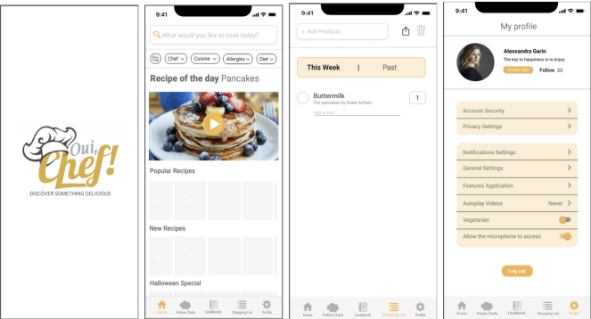 Oui,
Chef!
DISCOVER SOMETHING DELICIOUS
9:41
What would you like to cook today?
Chef
Cuisine
Allergies
Diet
Recipe of the day Pancakes
Popular Recipes
New Recipes
Halloween Special
Home
Follow Chefs
Cookbook
Shopping List
Profile
9:41
+ Add Products
This Week | Past
Buttermilk
1
Home
Follow Chefs
Cookbook
Shopping List
Profile
9:41
My profile
Alessandra Garin
The key to happiness is to enjoy.
Follow 23
Account Security
Privacy Settings
Notifications Settings
General Settings
Features Application
Autoplay Videos Never
Vegetarian
Allow the microphone to access
Log out
Home
Follow Chefs
Cookbook
Shopping List
Profile